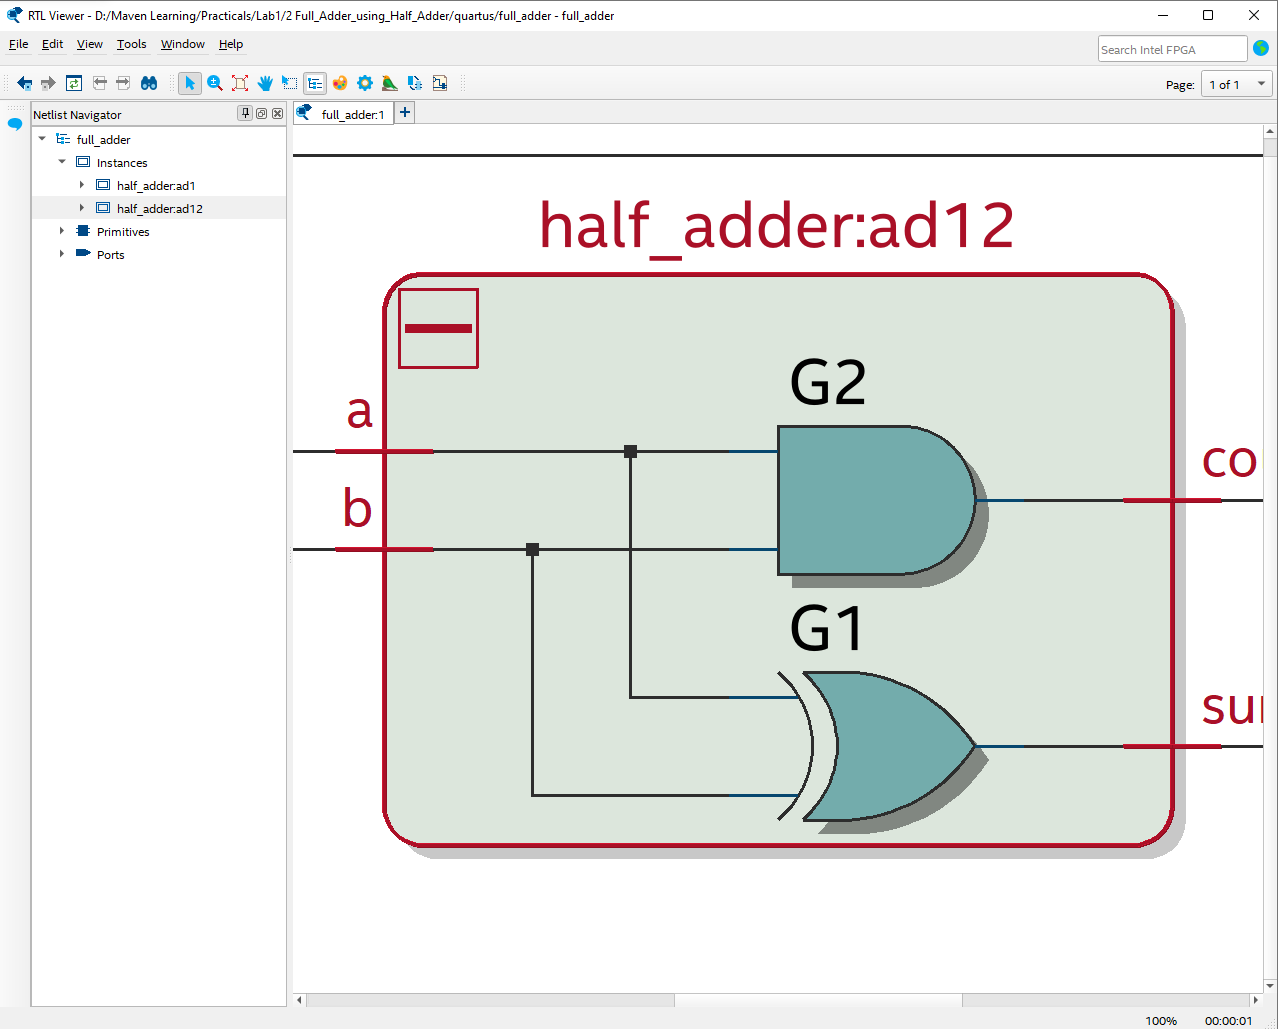 RTL Viewer - D:/Maven Learning/Practicals/Lab1/2 Full_Adder_using_Half_Adder/quartus/full_adder - full_adder
File Edit View Tools Window Help
Search Intel FPGA
Page: 1 of 1
Netlist Navigator
full_adder:1
full_adder
Instances
half_adder:ad1
half_adder:ad12
Primitives
Ports
half_adder:ad12
G2
a
co
b
G1
su
100% 00:00:01